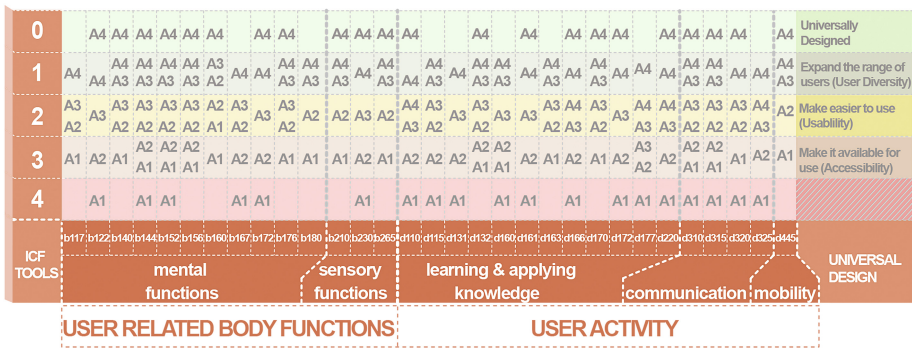 0 A4 A4 A4 A4 A4 A4 A4 A4 A4 A4 A4 A4 A4 A4 A4 A4 A4 A4 A4 A4 Universally
Designed
1 A4 A4 A4 A4 A4 A3 A4 A4 A4 A4 A4 A4 A4 A4 A4 A4 A4 A4 A4 A4 A4 A4 A4 A4 A4 A4 A4 A4 A4 A4 Expand the range of
A4 A3 A3 A3 A2 A3 A3 A3 A3 A3 A3 A3 A3 A3 A3 A3 A3 users (User Diversity)
2 A3 A3 A3 A3 A3 A3 A3 A3 A4 A3 A3 A3 A4 A3 A4 A4 A3 A3 A3 A4 A2 Make easier to use
A2 A3 A2 A2 A2 A2 A1 A2 A3 A2 A2 A2 A3 A2 A3 A2 A3 A2 A3 A3 A2 A3 A2 A3 A3 A2 A2 A2 A3 (Usablility)
3 A1 A2 A1 A2 A2 A2 A1 A2 A2 A1 A1 A1 A2 A1 A2 A2 A2 A2 A2 A2 A1 A2 A1 A2 A3 A2 A2 A2 A1 A2 A1 Make it available for
A1 A1 A1 A1 A1 A2 A1 A1 use (Accessibility)
4 A1 A1 A1 A1 A1 A1 A1 A1 A1 A1 A1 A1 A1 A1 A1 A1 A1 A1
ICF
TOOLS
b117 b122 b140 b144 b152 b156 b160 b167 b172 b176 b180 b210 b230 b265 d110 d115 d131 d132 d160 d161 d163 d166 d170 d172 d177 d220 d310 d315 d320 d325 d445
mental
functions
sensory
functions
learning & applying
knowledge
communication
mobility
UNIVERSAL
DESIGN
USER RELATED BODY FUNCTIONS
USER ACTIVITY